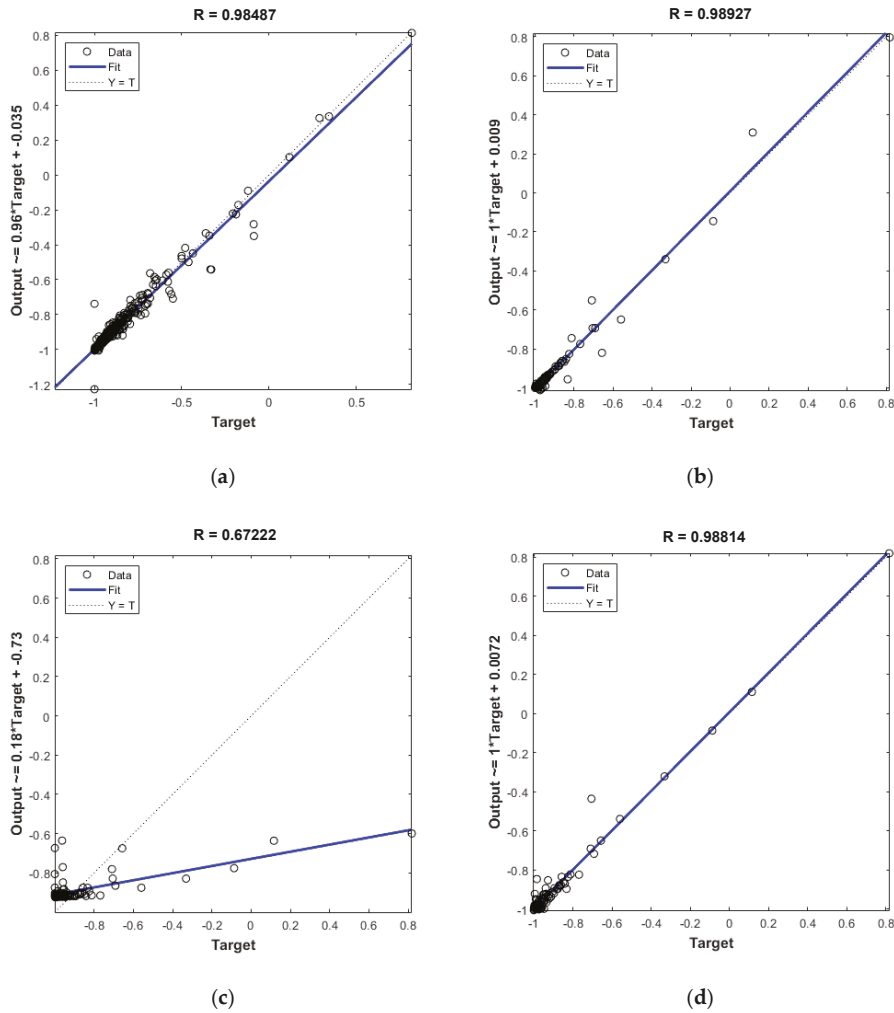 R = 0.98487
Output ~= 0.96*Target + -0.035
Data
Fit
Y = T
0.8
0.6
0.4
0.2
0
-0.2
-0.4
-0.6
-0.8
-1
-1.2
-1
-0.5
0
0.5
Target
(a)
R = 0.98927
Output ~= 1*Target + 0.009
Data
Fit
Y = T
0.8
0.6
0.4
0.2
0
-0.2
-0.4
-0.6
-0.8
-1
-1
-0.8
-0.6
-0.4
-0.2
0
0.2
0.4
0.6
0.8
Target
(b)
R = 0.67222
Output ~= 0.18*Target + -0.73
Data
Fit
Y = T
0.8
0.6
0.4
0.2
0
-0.2
-0.4
-0.6
-0.8
-0.8
-0.6
-0.4
-0.2
0
0.2
0.4
0.6
0.8
Target
(c)
R = 0.98814
Output ~= 1*Target + 0.0072
Data
Fit
Y = T
0.8
0.6
0.4
0.2
0
-0.2
-0.4
-0.6
-0.8
-1
-1
-0.8
-0.6
-0.4
-0.2
0
0.2
0.4
0.6
0.8
Target
(d)